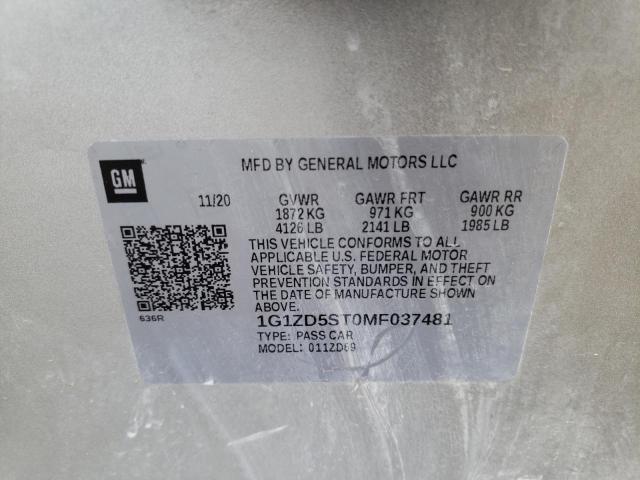 GM
MFD BY GENERAL MOTORS LLC
11/20 GVWR GAWR FRT GAWR RR
1872 KG 971 KG 900 KG
4126 LB 2141 LB 1985 LB
THIS VEHICLE CONFORMS TO ALL
APPLICABLE U.S. FEDERAL MOTOR
VEHICLE SAFETY, BUMPER, AND THEFT
PREVENTION STANDARDS IN EFFECT ON
THE DATE OF MANUFACTURE SHOWN
ABOVE.
636R
1G1ZD5ST0MF037481
TYPE: PASS CAR
MODEL: 011ZD69